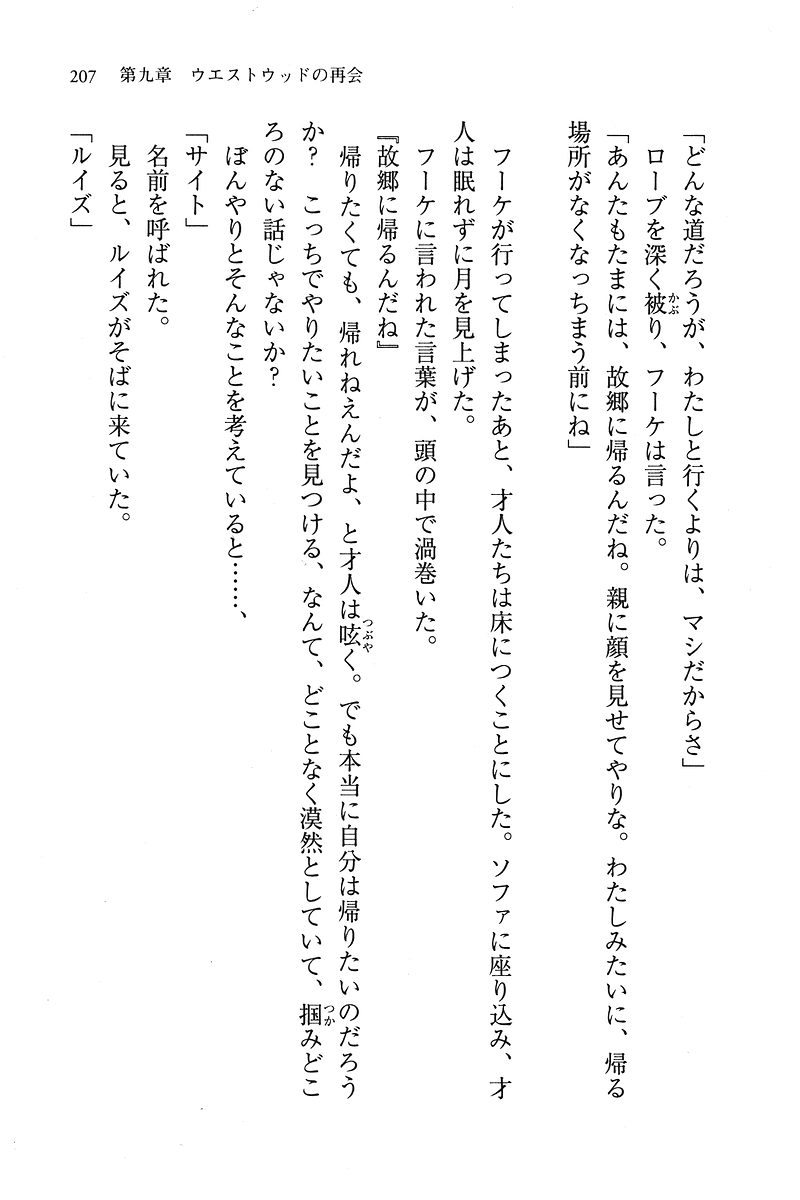 207　第九章　ウエストウッドの再会
「どんな道だろうが、わたしと行くよりは、マシだからさ」
ローブを深く被り、フーケは言った。
「あんたもたまには、故郷に帰るんだね。親に顔を見せてやりな。わたしみたいに、帰る
場所がなくなっちまう前にね」
フーケが行ってしまったあと、才人たちは床につくことにした。ソファに座り込み、才
人は眠れずに月を見上げた。
フーケに言われた言葉が、頭の中で渦巻いた。
『故郷に帰るんだね』
帰りたくても、帰れねえんだよ、と才人は呟く。でも本当に自分は帰りたいのだろう
か？　こっちでやりたいことを見つける、なんて、どことなく漠然としていて、掴みどこ
ろのない話じゃないか？
ぼんやりとそんなことを考えていると……、
「サイト」
名前を呼ばれた。
見ると、ルイズがそばに来ていた。
「ルイズ」